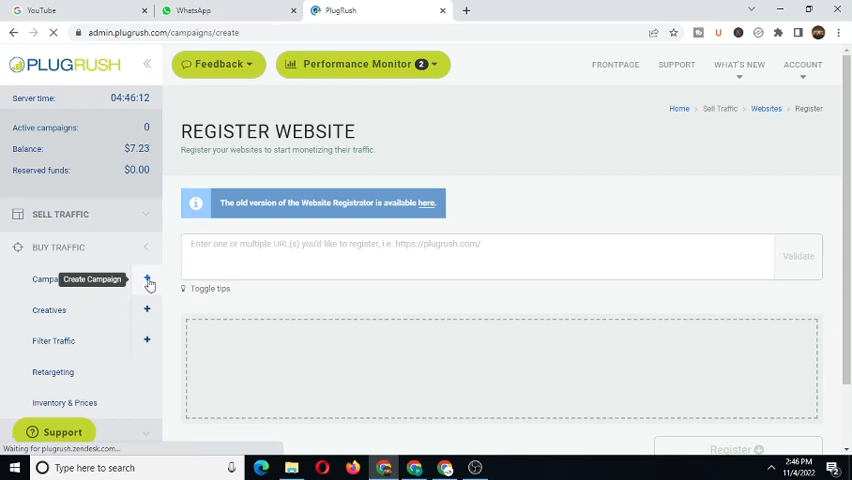 YouTube
WhatsApp
PlugRush
admin.plugrush.com/campaigns/create
U
PLUGRUSH
Feedback
Performance Monitor 2
FRONTPAGE
SUPPORT
WHAT'S NEW
ACCOUNT
Server time: 04:46:12
Home > Sell Traffic > Websites > Register
Active campaigns: 0
Balance: $7.23
Reserved funds: $0.00
REGISTER WEBSITE
Register your websites to start monetizing their traffic.
The old version of the Website Registrator is available here.
SELL TRAFFIC
BUY TRAFFIC
Enter one or multiple URL(s) you'd like to register, i.e. https://plugrush.com/
Validate
Campa
Create Campaign
Toggle tips
Creatives
Filter Traffic
Retargeting
Inventory & Prices
Support
Register
Waiting for plugrush.zendesk.com...
Type here to search
2:46 PM
11/4/2022
2